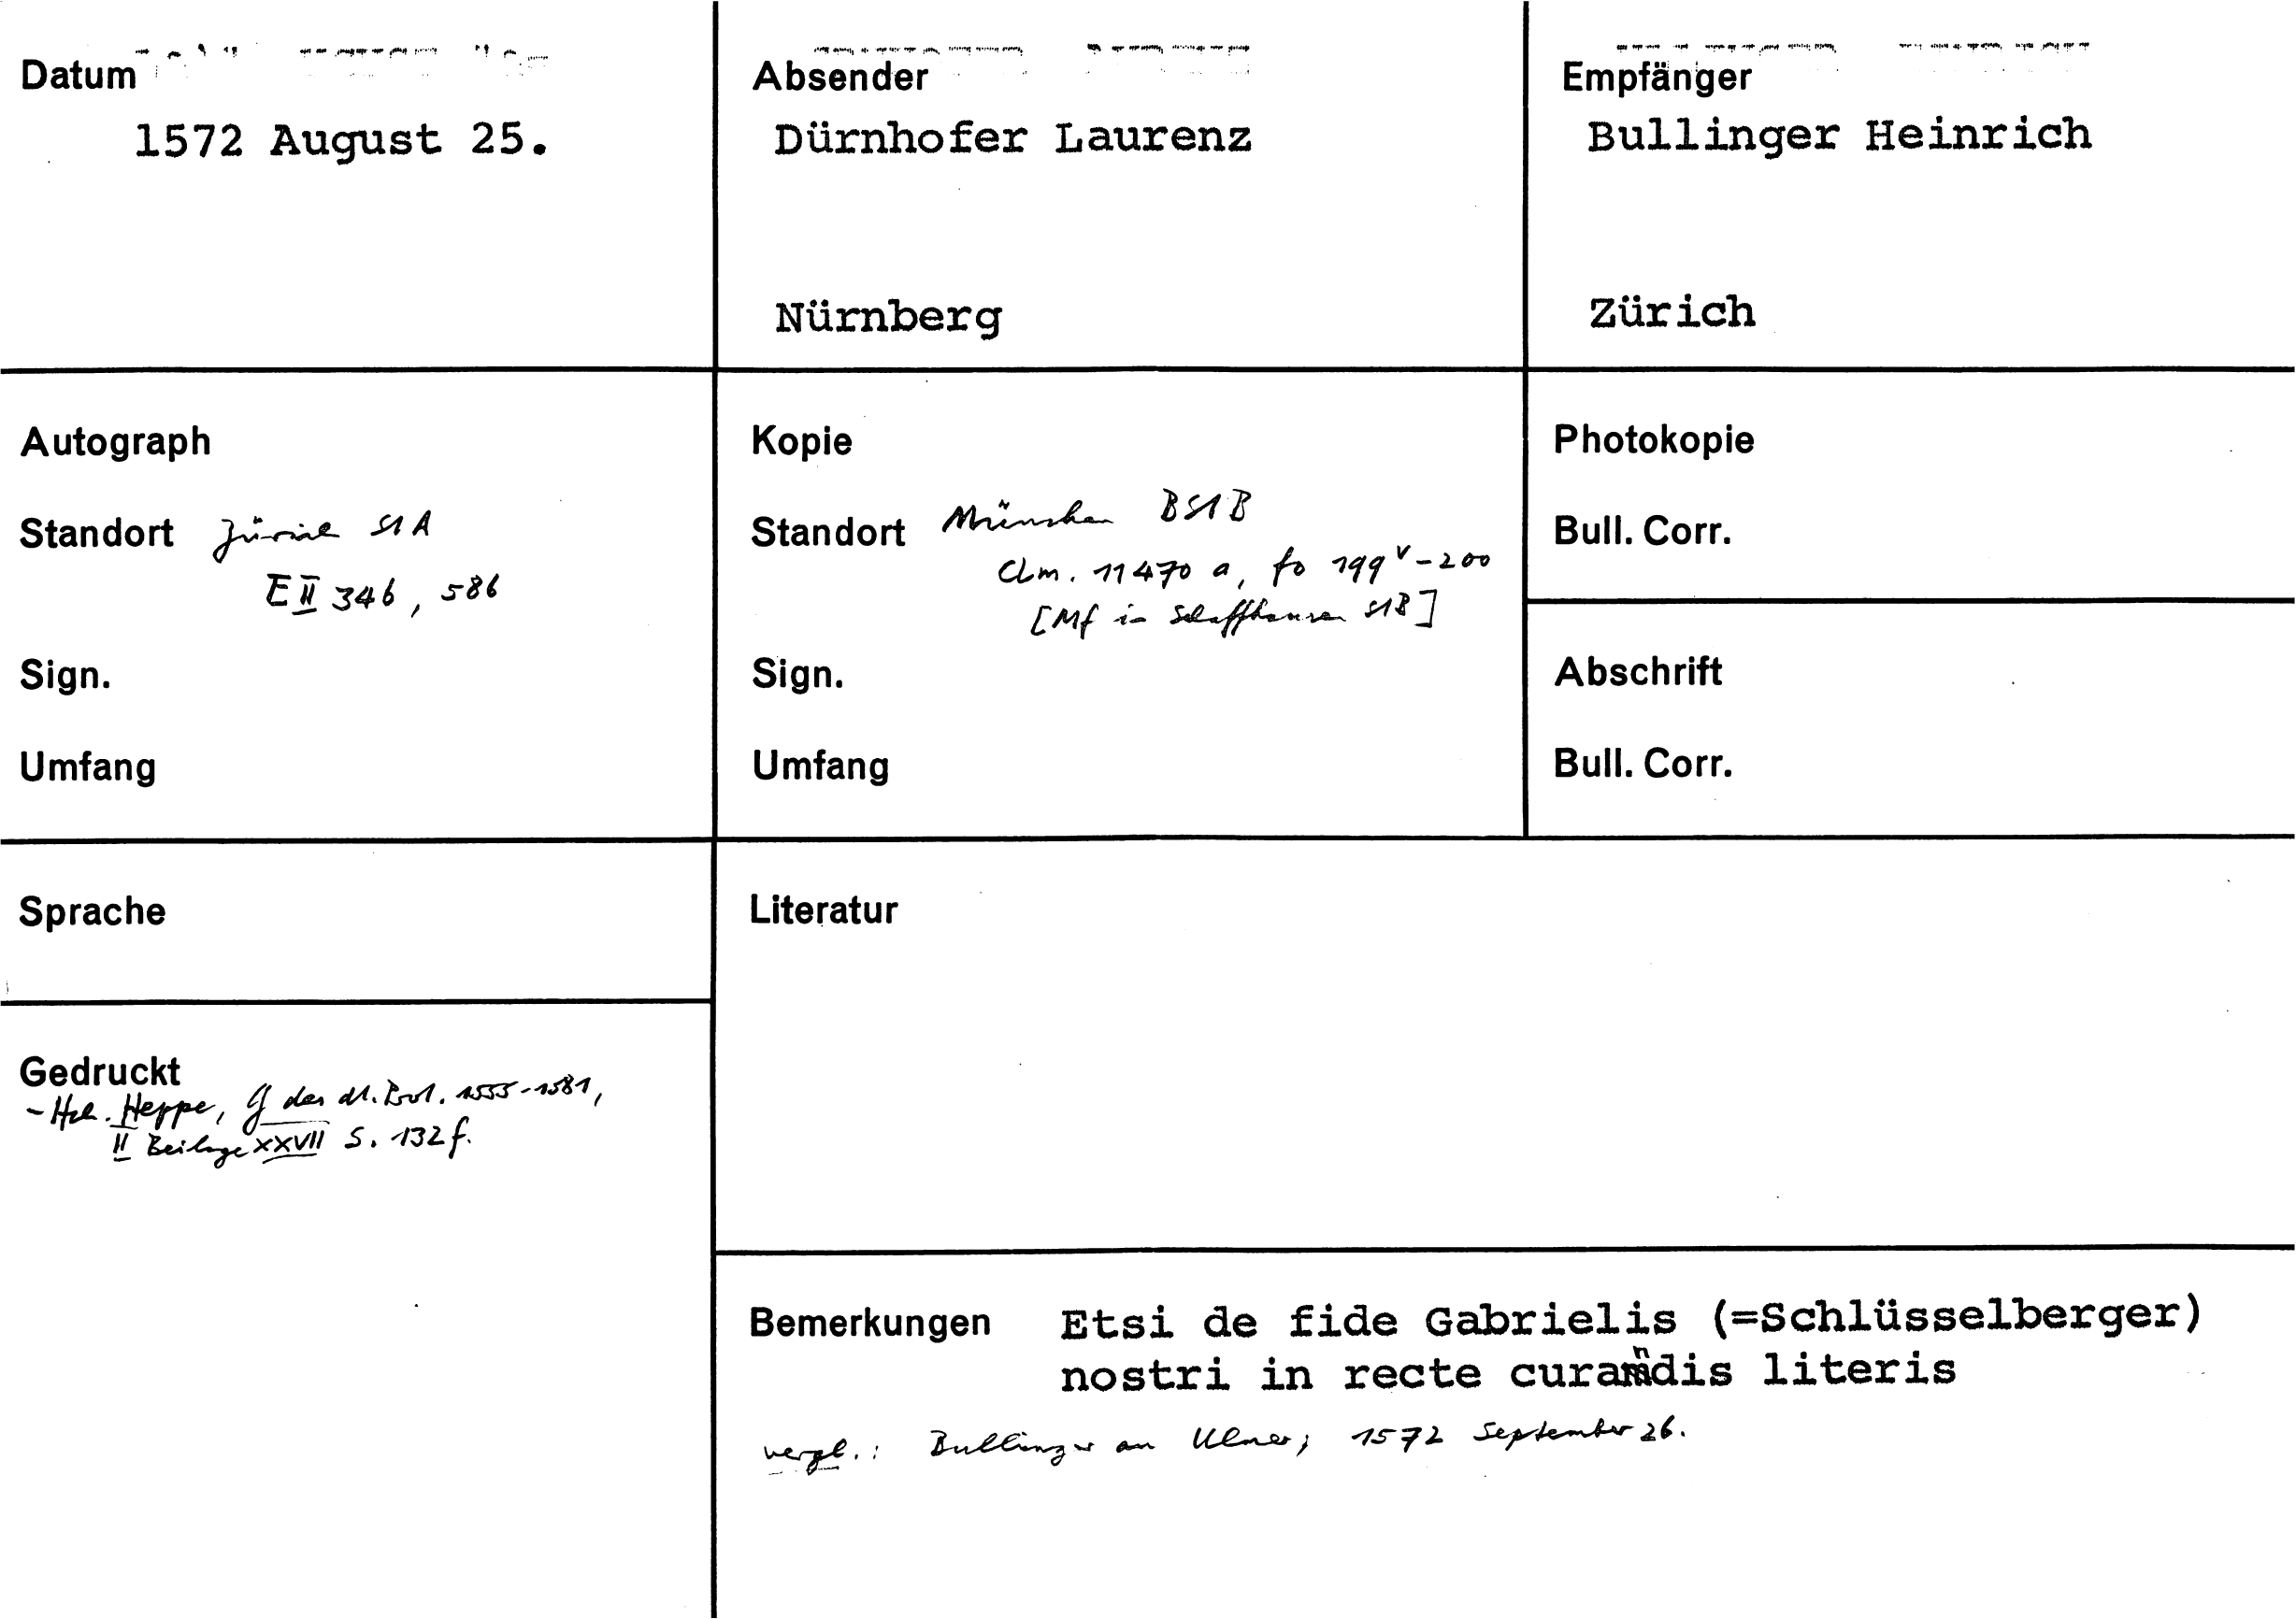 Datum
1572 August 25.
Absender
Dürnhofer Laurenz
Nürnberg
Empfänger
Bullinger Heinrich
Zürich
Autograph
Standort Zürich StA
E II 346, 586
Sign.
Umfang
Kopie
Standort München BStB
Clm. 11470 a, fo 199v-200
[Mf in Schaffhausen StB]
Sign.
Umfang
Photokopie
Bull. Corr.
Abschrift
Bull. Corr.
Sprache
Gedruckt
- Hch. Heppe, G des dt. Prot. 1555-1581,
II Beilage XXVII S. 132f.
Literatur
Bemerkungen Etsi de fide Gabrielis (=Schlüsselberger)
nostri in recte curandis literis
vergl.: Bullinger an Ulmer, 1572 September 26.